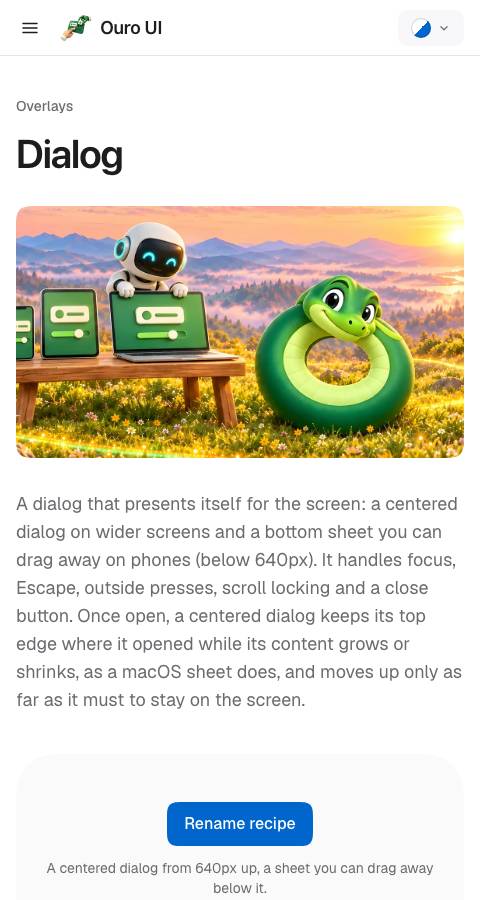 Ouro UI
Overlays
Dialog
A dialog that presents itself for the screen: a centered
dialog on wider screens and a bottom sheet you can
drag away on phones (below 640px). It handles focus,
Escape, outside presses, scroll locking and a close
button. Once open, a centered dialog keeps its top
edge where it opened while its content grows or
shrinks, as a macOS sheet does, and moves up only as
far as it must to stay on the screen.
Rename recipe
A centered dialog from 640px up, a sheet you can drag away
below it.